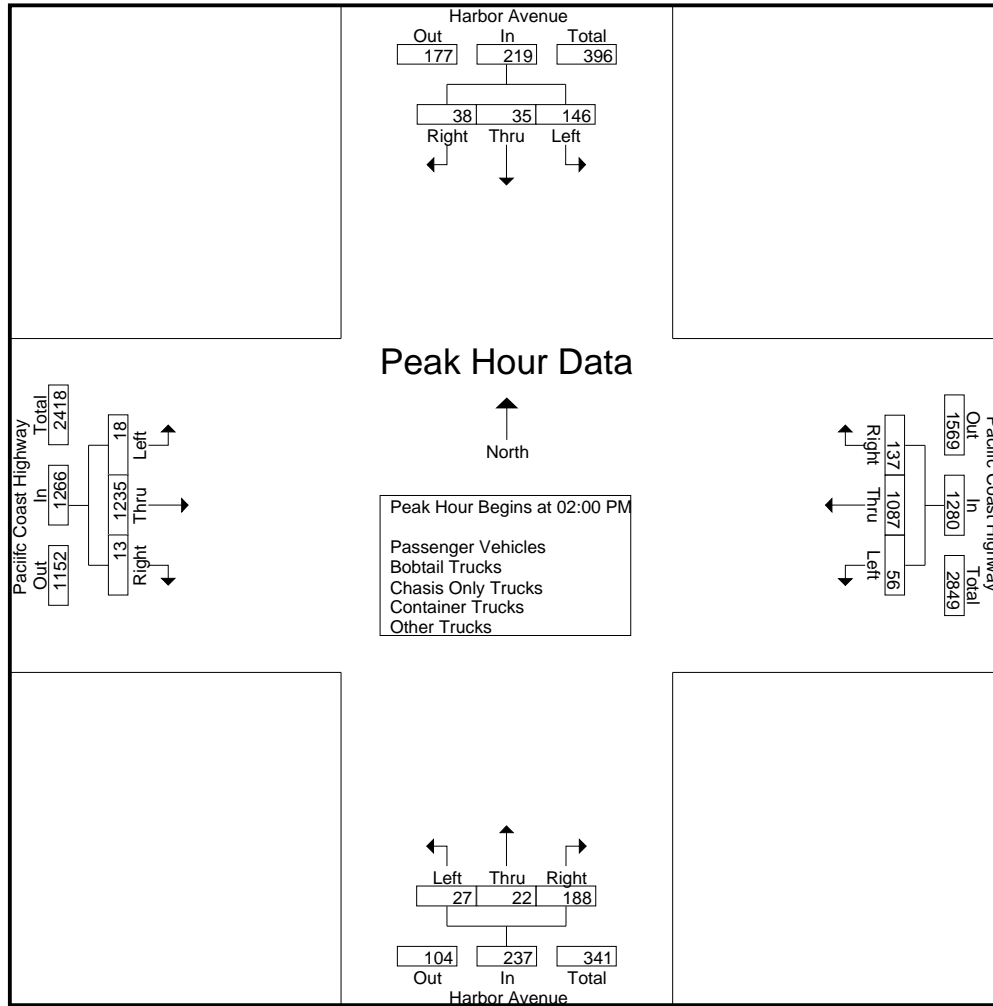 Harbor Avenue
Out In Total
177 219 396
38 35 146
Right Thru Left
Peak Hour Data
North
Peak Hour Begins at 02:00 PM
Passenger Vehicles
Bobtail Trucks
Chasis Only Trucks
Container Trucks
Other Trucks
Paciifc Coast Highway
Out In Total
1152 1266 2418
13 1235 18
Right Thru Left
Paciifc Coast Highway
Out In Total
1569 1280 2849
137 1087 56
Right Thru Left
Left Thru Right
27 22 188
104 237 341
Out In Total
Harbor Avenue